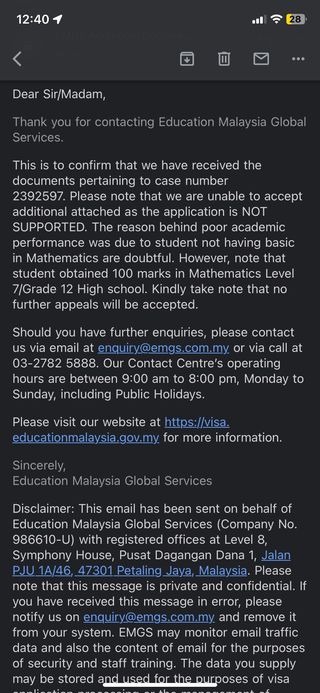 12:40
28
Dear Sir/Madam,
Thank you for contacting Education Malaysia Global
Services.
This is to confirm that we have received the
documents pertaining to case number
2392597. Please note that we are unable to accept
additional attached as the application is NOT
SUPPORTED. The reason behind poor academic
performance was due to student not having basic
in Mathematics are doubtful. However, note that
student obtained 100 marks in Mathematics Level
7/Grade 12 High school. Kindly take note that no
further appeals will be accepted.
Should you have further enquiries, please contact
us via email at enquiry@emgs.com.my or via call at
03-2782 5888. Our Contact Centre's operating
hours are between 9:00 am to 8:00 pm, Monday to
Sunday, including Public Holidays.
Please visit our website at https://visa.
educationmalaysia.gov.my for more information.
Sincerely,
Education Malaysia Global Services
Disclaimer: This email has been sent on behalf of
Education Malaysia Global Services (Company No.
986610-U) with registered offices at Level 8,
Symphony House, Pusat Dagangan Dana 1, Jalan
PJU 1A/46, 47301 Petaling Jaya, Malaysia. Please
note that this message is private and confidential. If
you have received this message in error, please
notify us on enquiry@emgs.com.my and remove it
from your system. EMGS may monitor email traffic
data and also the content of email for the purposes
of security and staff training. The data you supply
may be stored and used for the purposes of visa
application processing or the management of